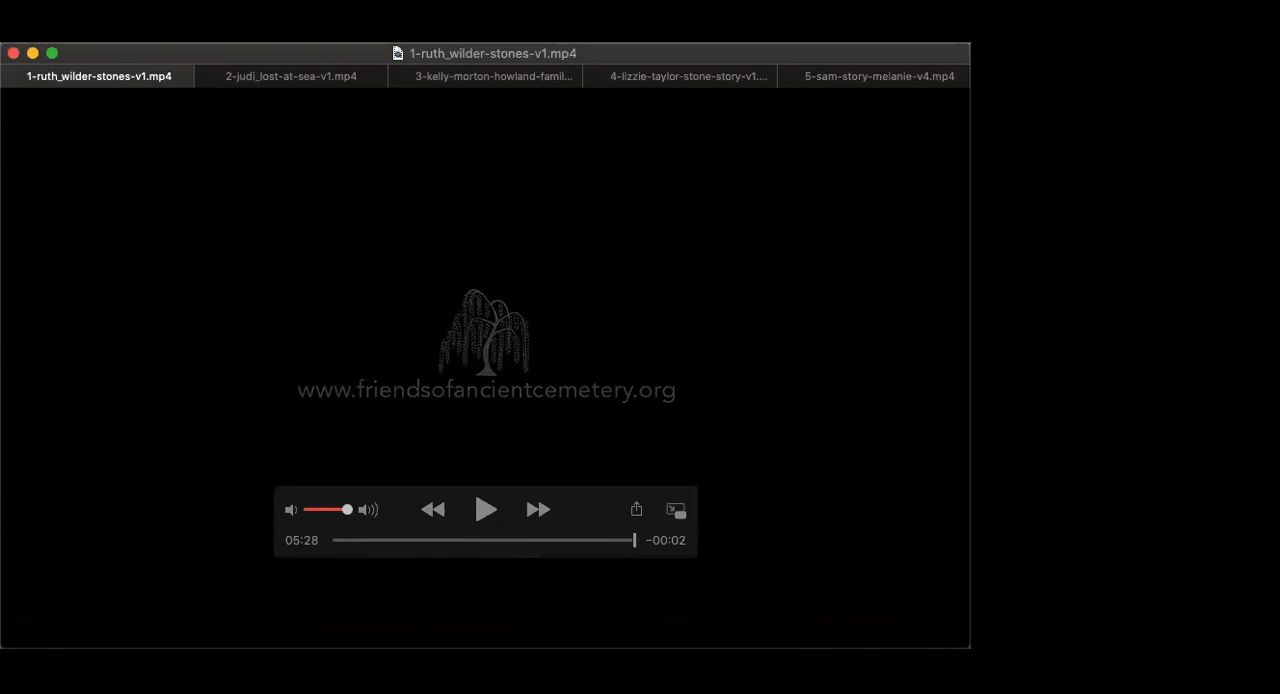 1-ruth_wilder-stones-v1.mp4
1-ruth_wilder-stones-v1.mp4
2-judi_lost-at-sea-v1.mp4
3-kelly-morton-howland-famil...
4-lizzie-taylor-stone-story-v1....
5-sam-story-melanie-v4.mp4
www.friendsofancientcemetery.org
05:28
−00:02